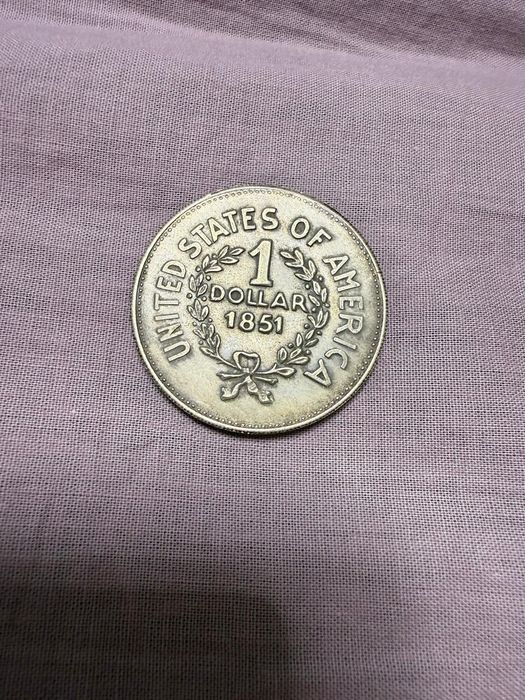 UNITED STATES OF AMERICA
1
DOLLAR
1851